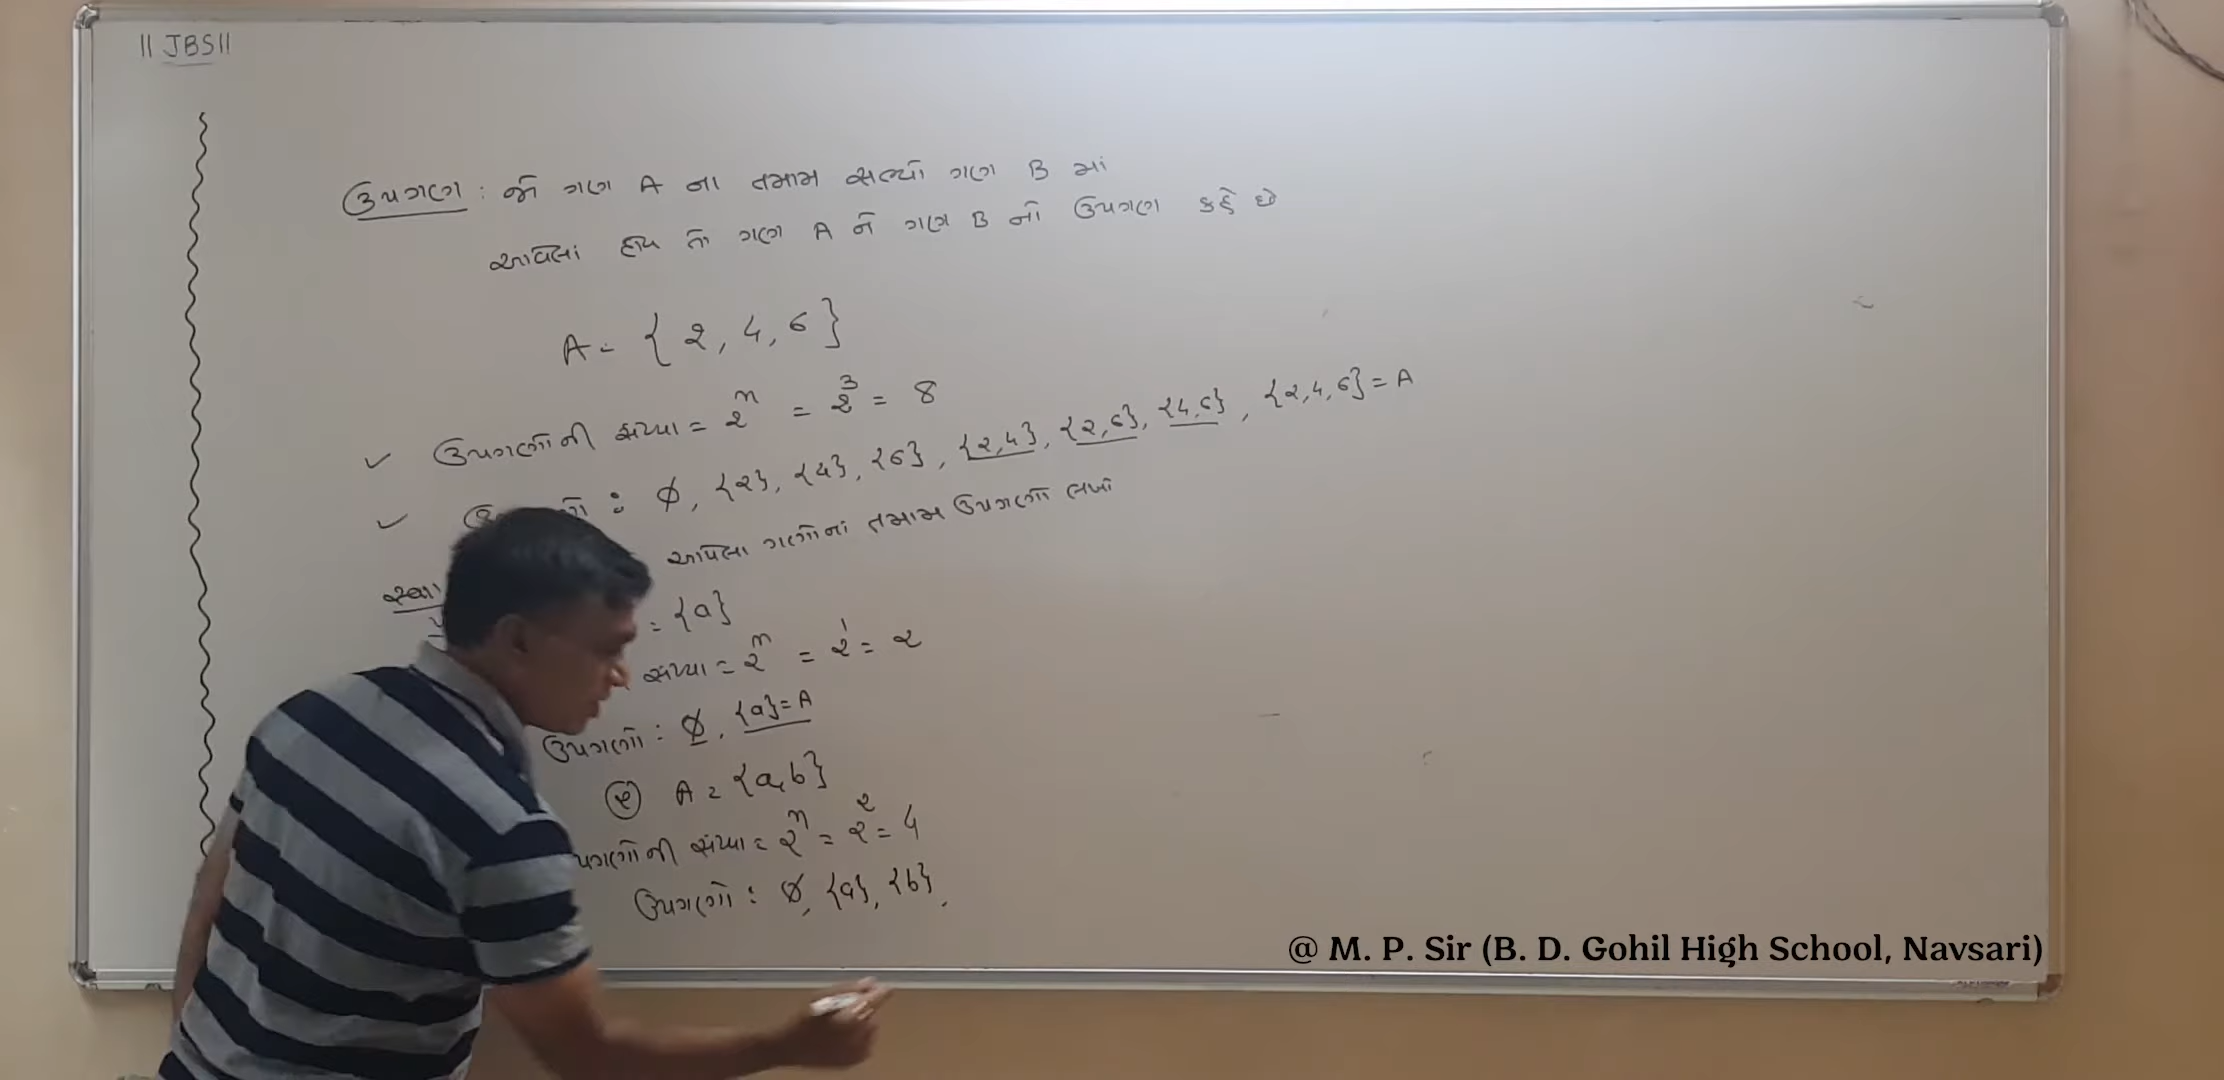 || JBS ||
ઉપગણ : જો ગણ A ના તમામ સભ્યો ગણ B માં
આવેલાં હોય તો ગણ A ને ગણ B નો ઉપગણ કહે છે
A = { 2, 4, 6 }
✓ ઉપગણોની સંખ્યા = 2ⁿ = 2³ = 8
✓ : ∅, {2}, {4}, {6}, {2,4}, {2,6}, {4,6}, {2,4,6} = A
આપેલા ગણોનાં તમામ ઉપગણો લખો
= {a}
સંખ્યા = 2ⁿ = 2¹ = 2
ઉપગણો : ∅, {a} = A
② A = {a,b}
પગણોની સંખ્યા = 2ⁿ = 2² = 4
ઉપગણો : ∅, {a}, {b},
@ M. P. Sir (B. D. Gohil High School, Navsari)